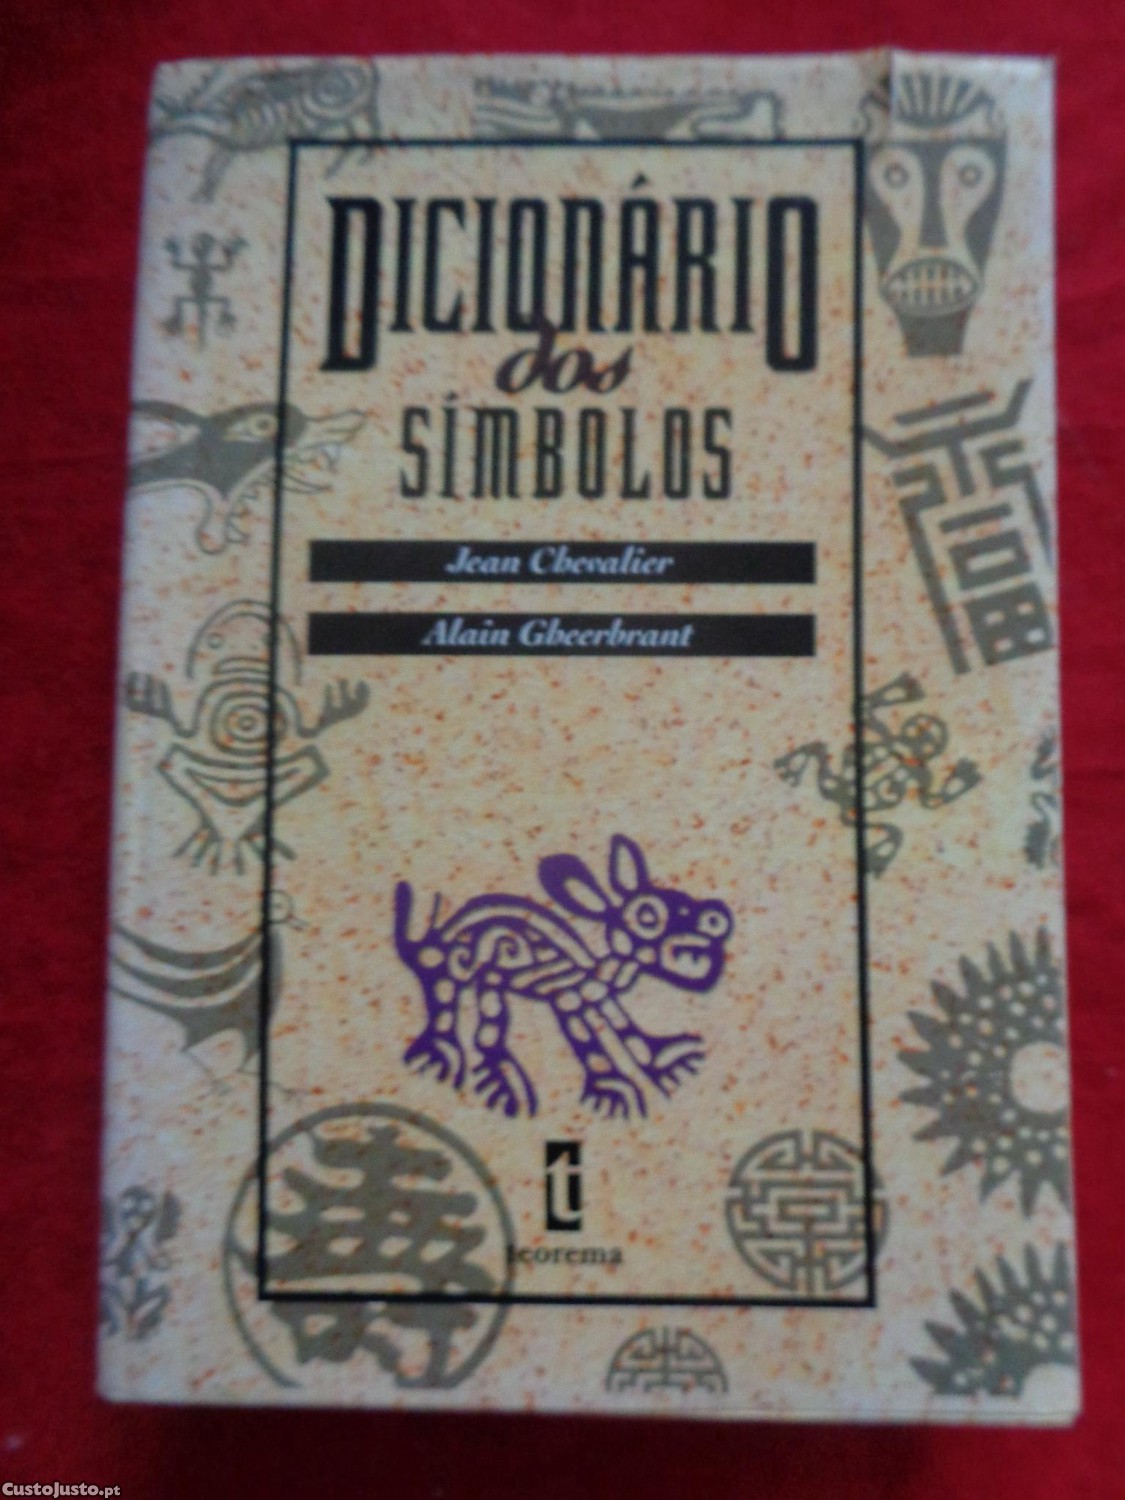 DICIONÁRIO
dos
SÍMBOLOS
Jean Chevalier
Alain Gheerbrant
t
teorema
CustoJusto.pt